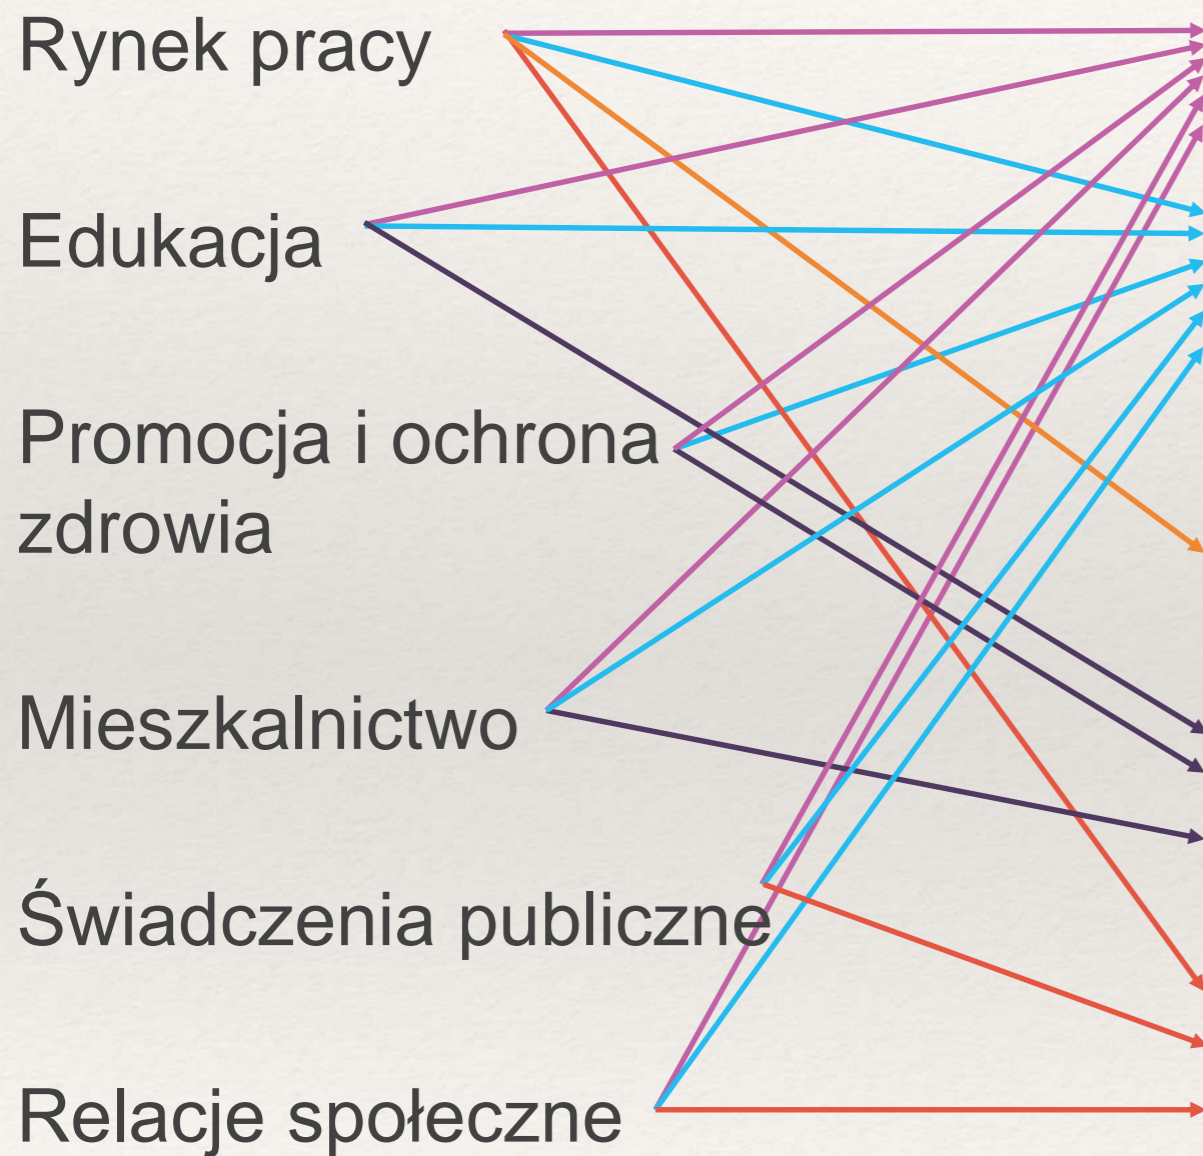 Rynek pracy
Edukacja
Promocja i ochrona
zdrowia
Mieszkalnictwo
Świadczenia publiczne
Relacje społeczne